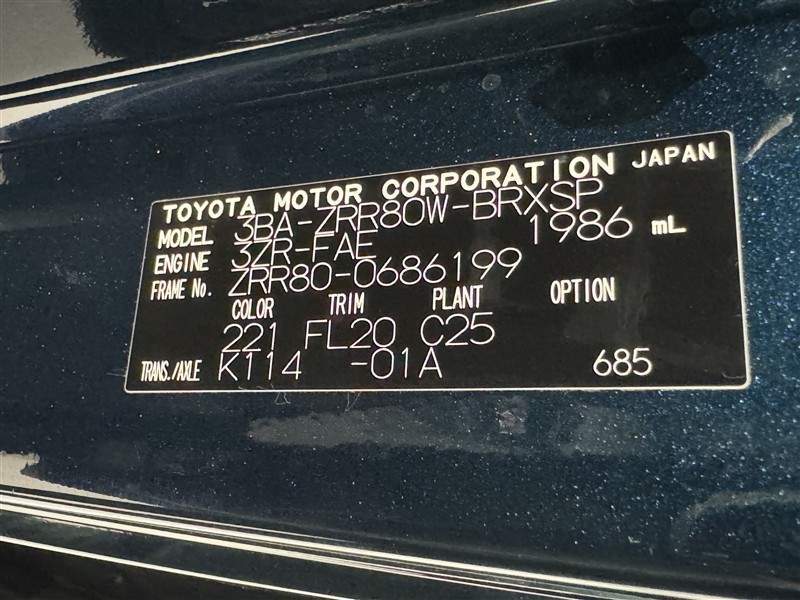 TOYOTA MOTOR CORPORATION JAPAN
MODEL 3BA-ZRR80W-BRXSP
ENGINE 3ZR-FAE 1986 mL
FRAME No. ZRR80-0686199
COLOR TRIM PLANT OPTION
221 FL20 C25
TRANS./AXLE K114 -01A 685